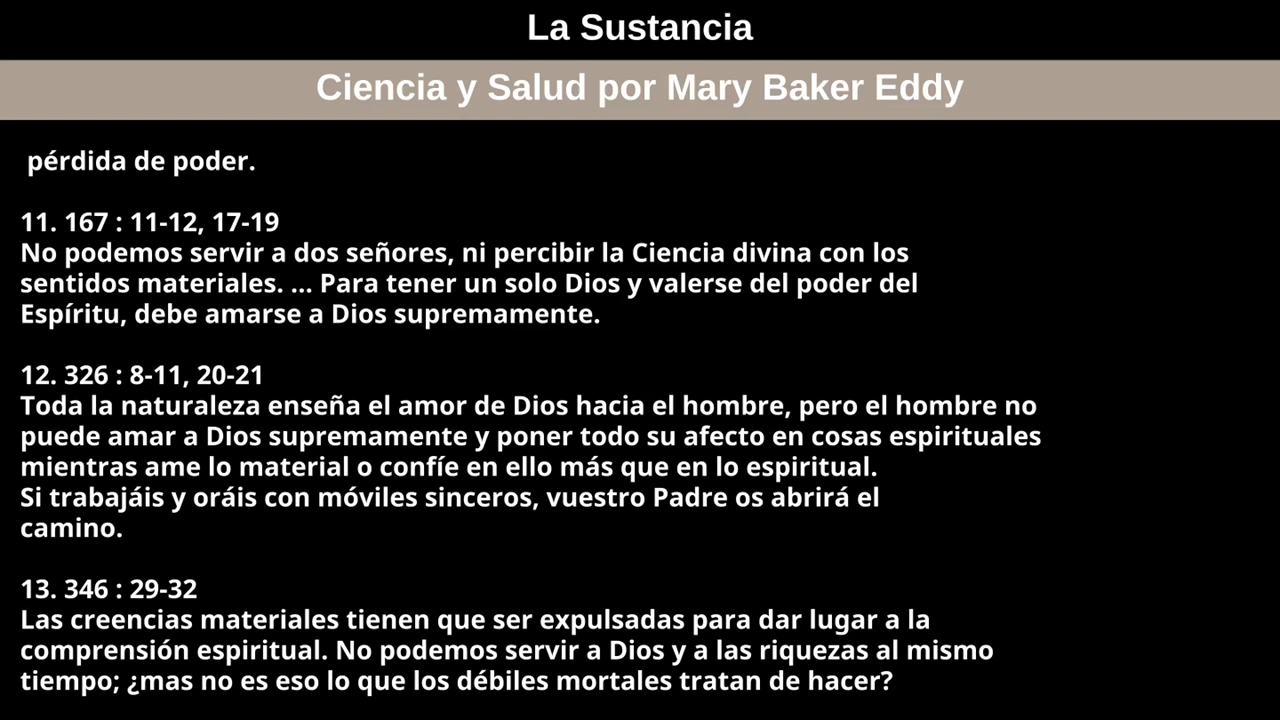 La Sustancia
Ciencia y Salud por Mary Baker Eddy
pérdida de poder.
11. 167 : 11-12, 17-19
No podemos servir a dos señores, ni percibir la Ciencia divina con los
sentidos materiales. ... Para tener un solo Dios y valerse del poder del
Espíritu, debe amarse a Dios supremamente.
12. 326 : 8-11, 20-21
Toda la naturaleza enseña el amor de Dios hacia el hombre, pero el hombre no
puede amar a Dios supremamente y poner todo su afecto en cosas espirituales
mientras ame lo material o confíe en ello más que en lo espiritual.
Si trabajáis y oráis con móviles sinceros, vuestro Padre os abrirá el
camino.
13. 346 : 29-32
Las creencias materiales tienen que ser expulsadas para dar lugar a la
comprensión espiritual. No podemos servir a Dios y a las riquezas al mismo
tiempo; ¿mas no es eso lo que los débiles mortales tratan de hacer?